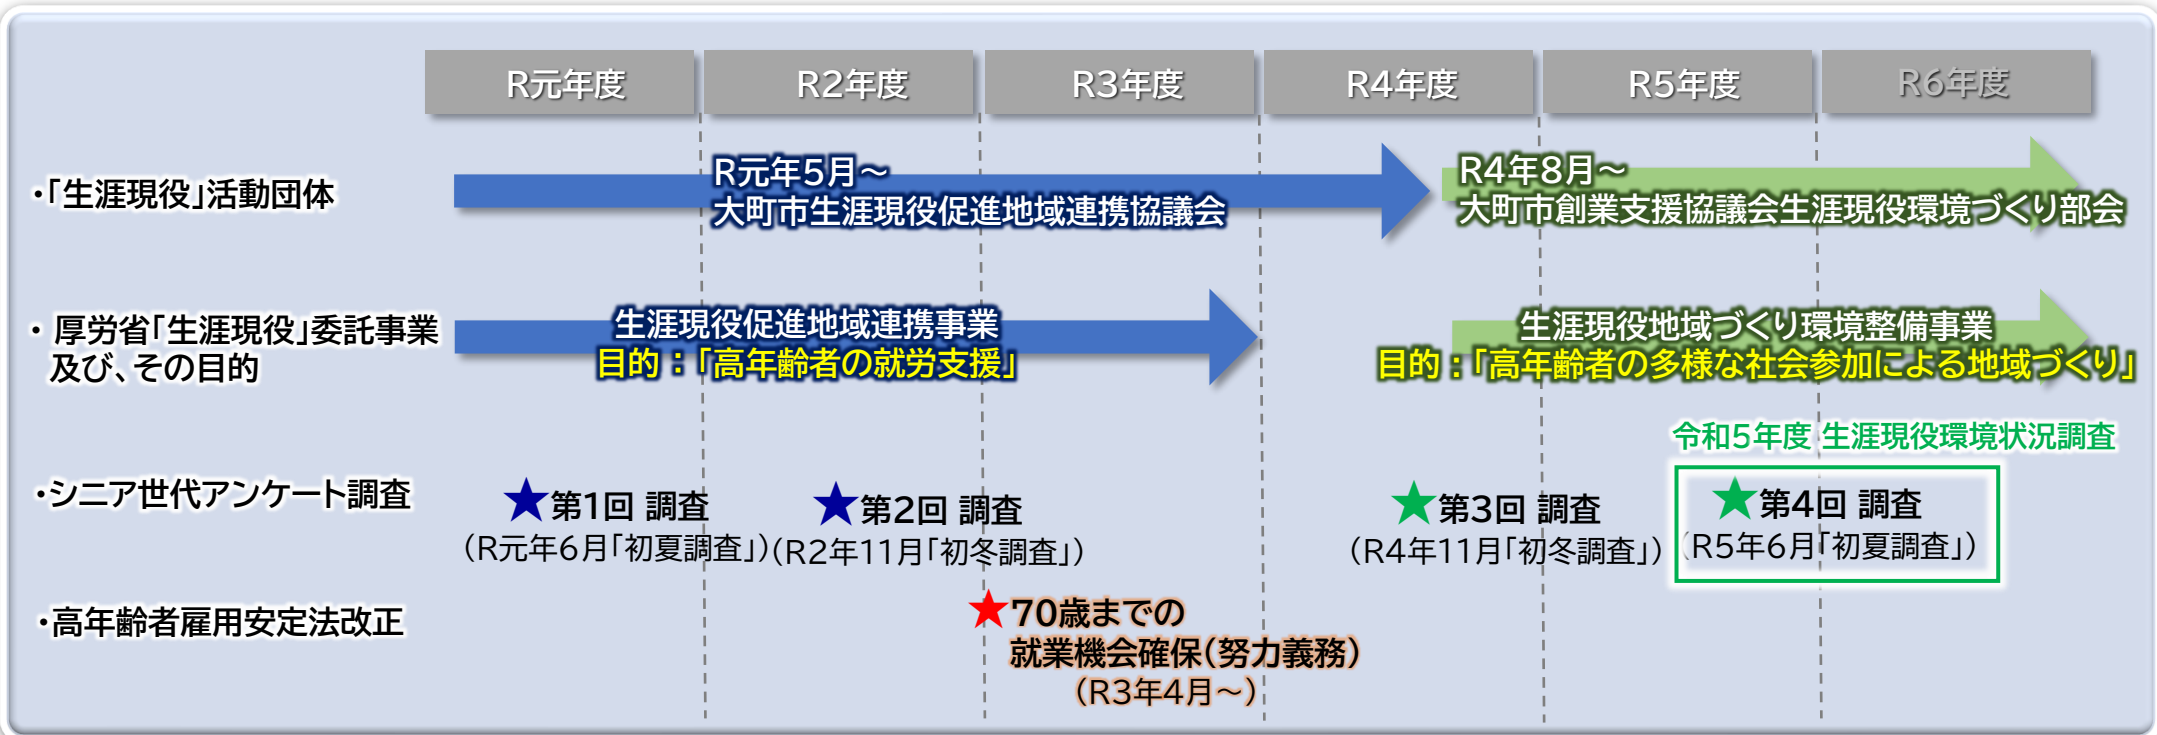 R元年度 R2年度 R3年度 R4年度 R5年度 R6年度
・「生涯現役」活動団体
R元年5月～
大町市生涯現役促進地域連携協議会
R4年8月～
大町市創業支援協議会生涯現役環境づくり部会
・ 厚労省「生涯現役」委託事業
及び、その目的
生涯現役促進地域連携事業
目的：「高年齢者の就労支援」
生涯現役地域づくり環境整備事業
目的：「高年齢者の多様な社会参加による地域づくり」
令和5年度 生涯現役環境状況調査
・シニア世代アンケート調査
★第1回 調査
（R元年6月「初夏調査」）
★第2回 調査
（R2年11月「初冬調査」）
★第3回 調査
（R4年11月「初冬調査」）
★第4回 調査
（R5年6月「初夏調査」）
・高年齢者雇用安定法改正
★70歳までの
就業機会確保（努力義務）
（R3年4月～）